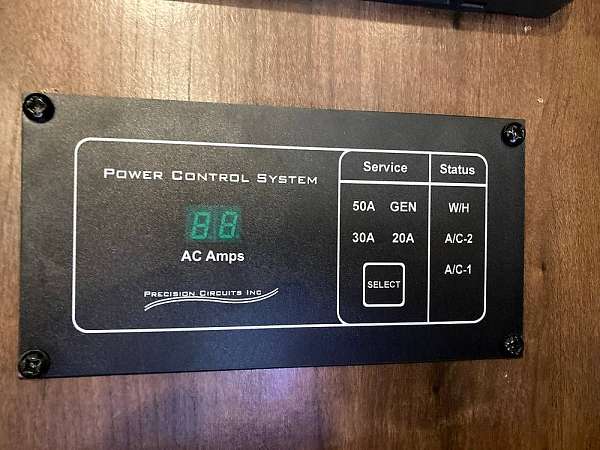 POWER CONTROL SYSTEM
88
AC Amps
PRECISION CIRCUITS INC
Service
50A GEN
30A 20A
SELECT
Status
W/H
A/C-2
A/C-1